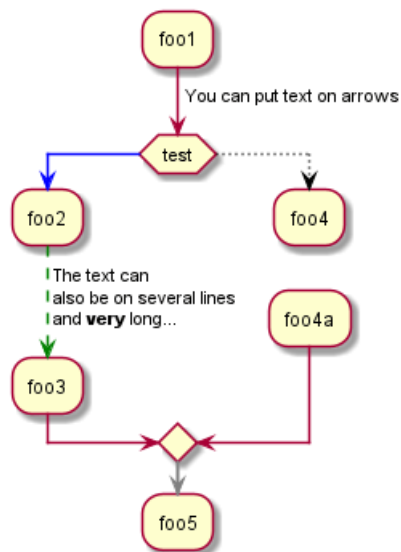 foo1
You can put text on arrows
test
foo2
foo4
The text can
also be on several lines
and very long...
foo4a
foo3
foo5